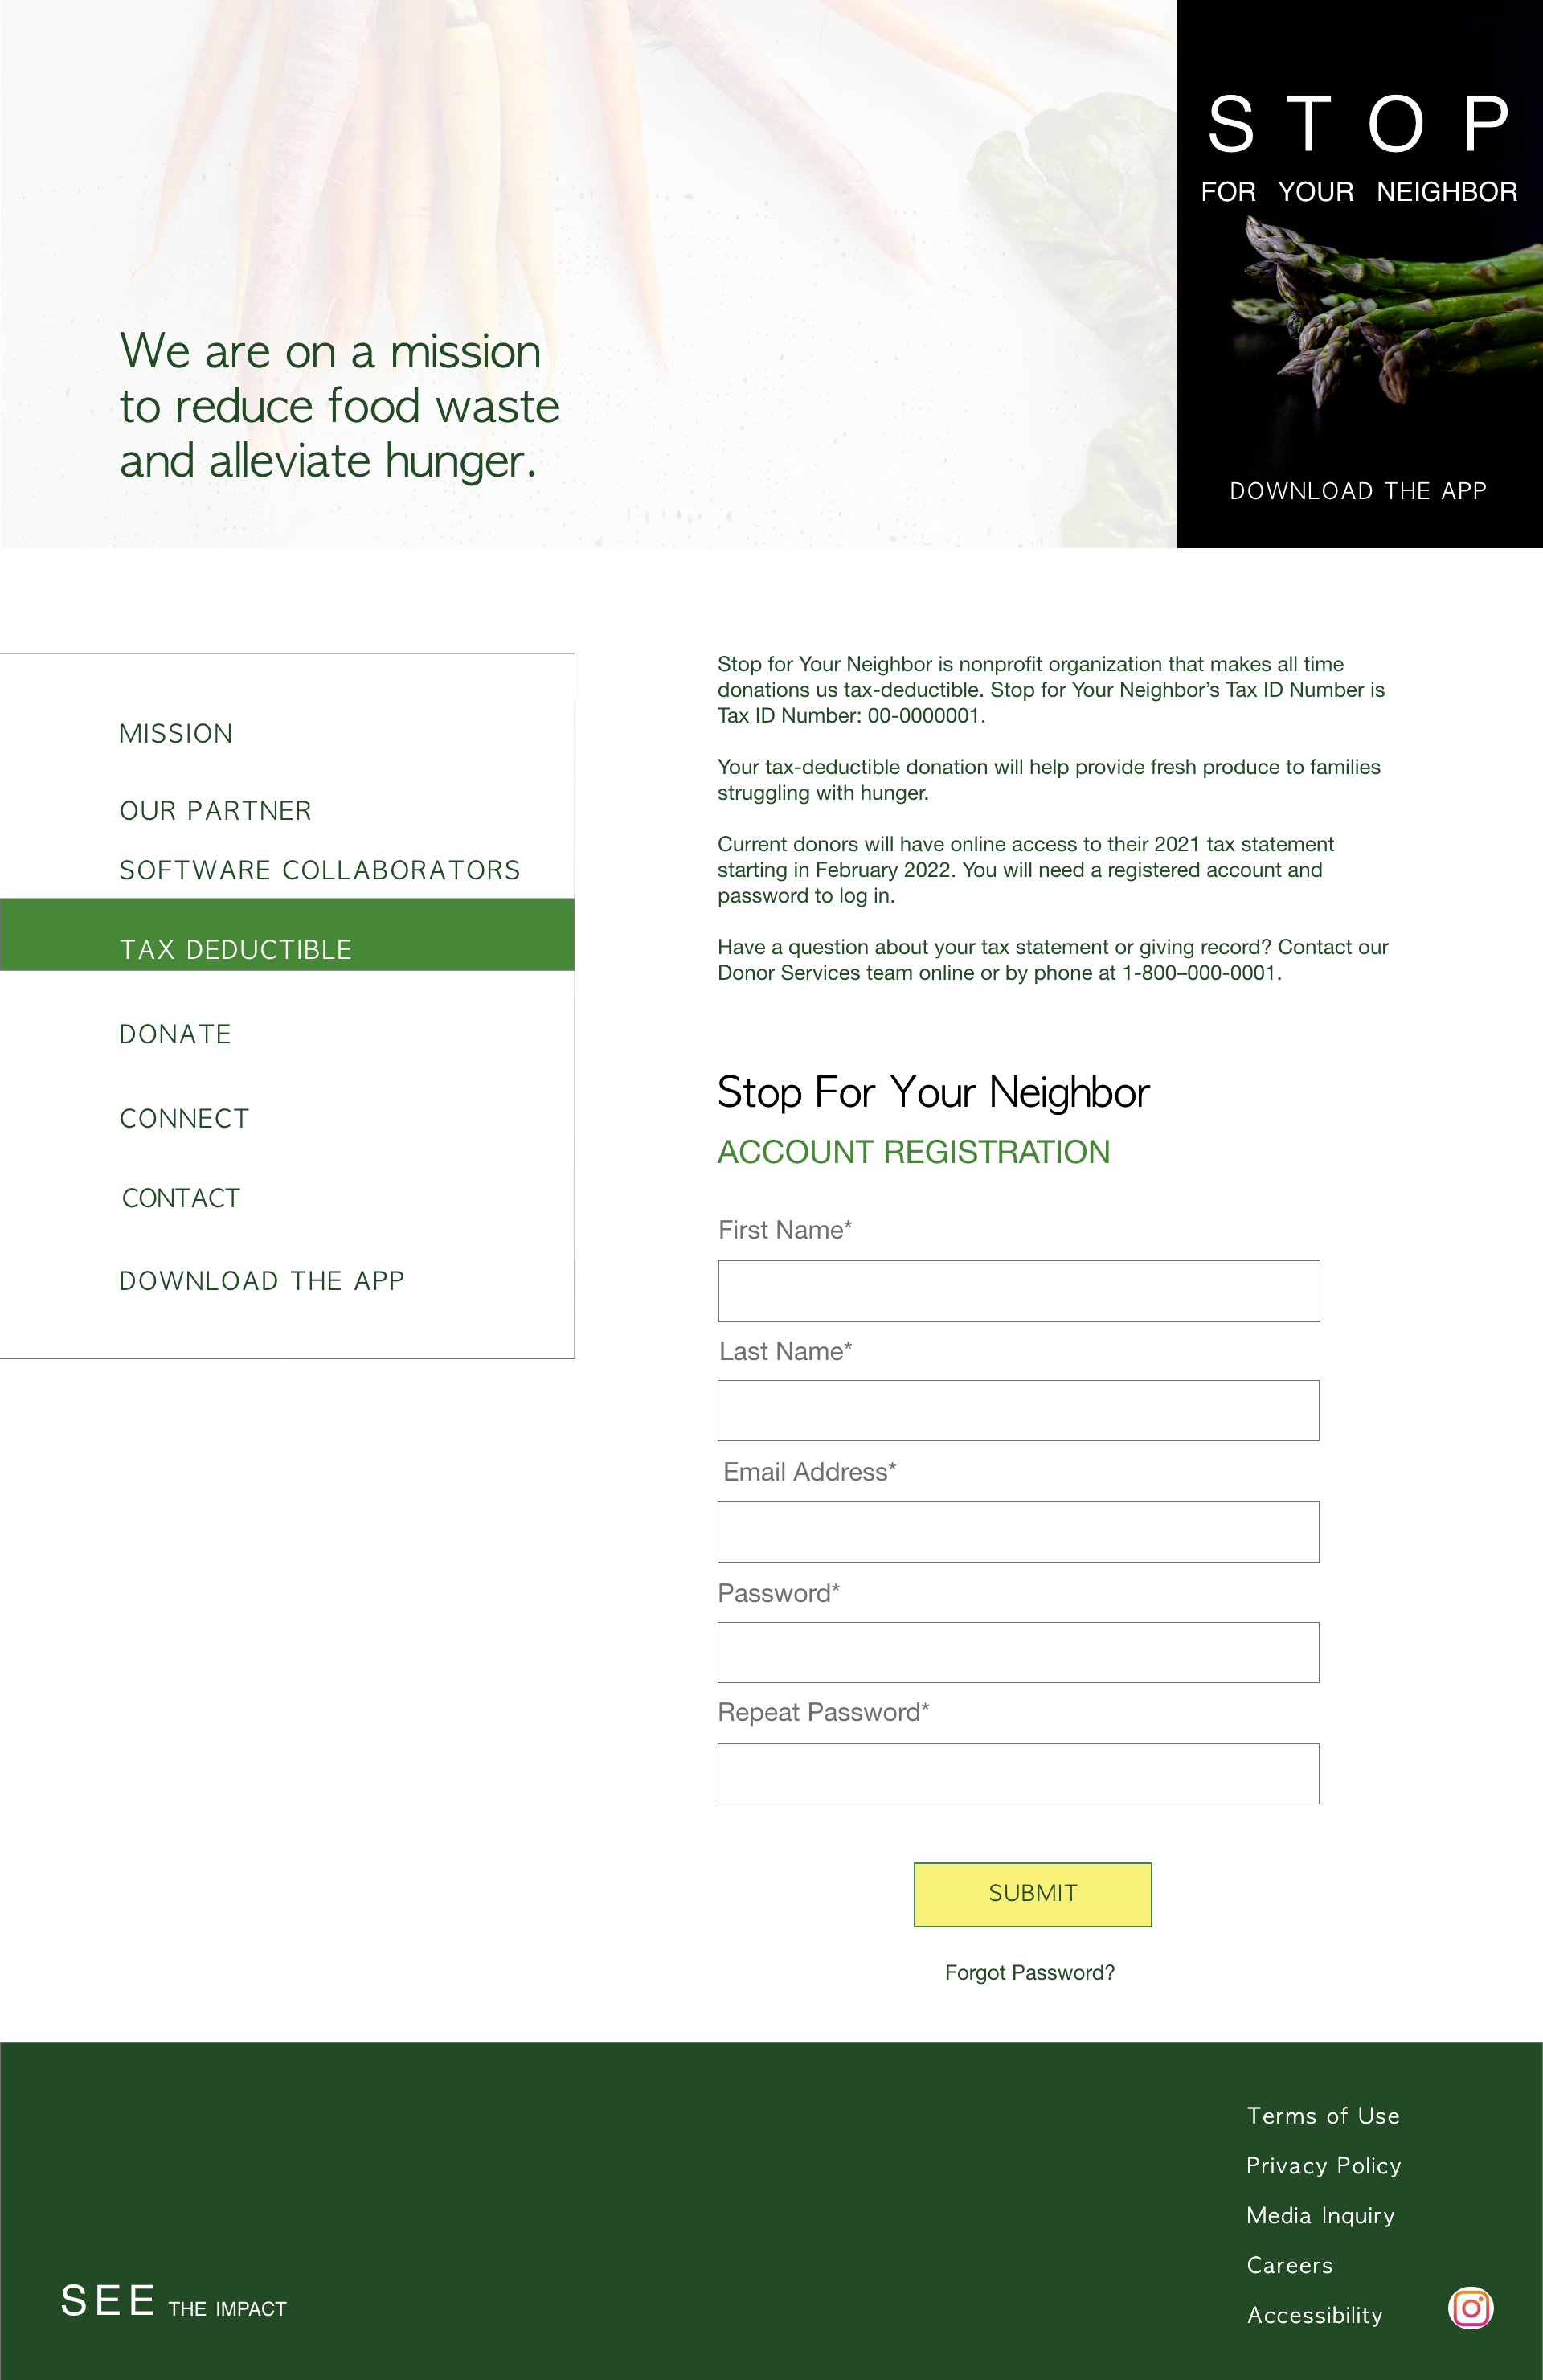 STOP
FOR YOUR NEIGHBOR
We are on a mission
to reduce food waste
and alleviate hunger.
DOWNLOAD THE APP
MISSION
OUR PARTNER
SOFTWARE COLLABORATORS
TAX DEDUCTIBLE
DONATE
CONNECT
CONTACT
DOWNLOAD THE APP
Stop for Your Neighbor is nonprofit organization that makes all time
donations us tax-deductible. Stop for Your Neighbor’s Tax ID Number is
Tax ID Number: 00-0000001.
Your tax-deductible donation will help provide fresh produce to families
struggling with hunger.
Current donors will have online access to their 2021 tax statement
starting in February 2022. You will need a registered account and
password to log in.
Have a question about your tax statement or giving record? Contact our
Donor Services team online or by phone at 1-800–000-0001.
Stop For Your Neighbor
ACCOUNT REGISTRATION
First Name*
Last Name*
Email Address*
Password*
Repeat Password*
SUBMIT
Forgot Password?
Terms of Use
Privacy Policy
Media Inquiry
Careers
Accessibility
SEE THE IMPACT